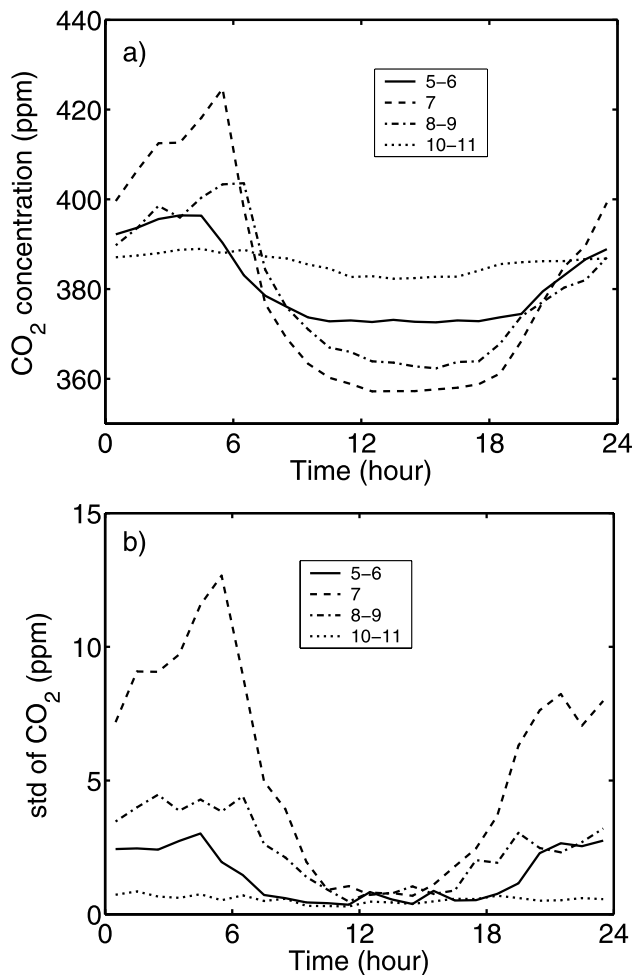 440
a)
420
400
380
360
CO2 concentration (ppm)
5−6
7
8−9
10−11
0 6 12 18 24
Time (hour)
15
b)
10
5
0
std of CO2 (ppm)
5−6
7
8−9
10−11
0 6 12 18 24
Time (hour)